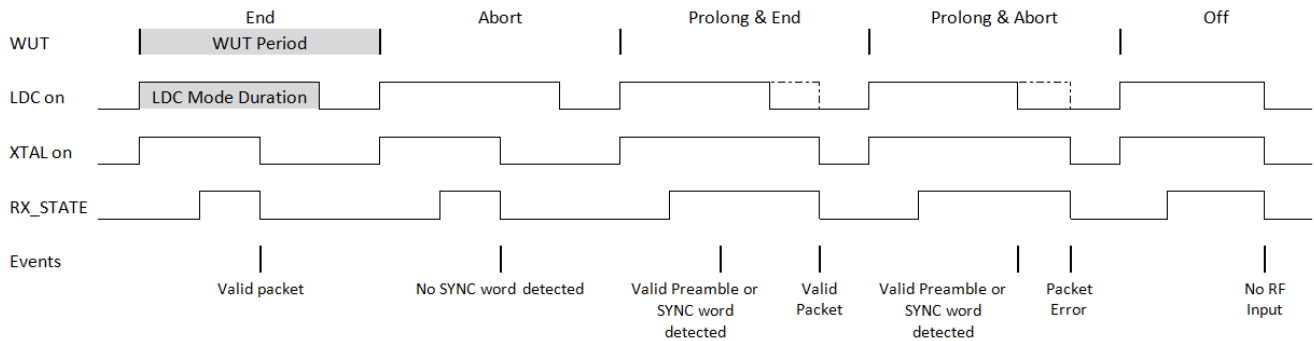 End Abort Prolong & End Prolong & Abort Off
WUT WUT Period
LDC on LDC Mode Duration
XTAL on
RX_STATE
Events
Valid packet No SYNC word detected Valid Preamble or Valid Valid Preamble or Packet No RF
SYNC word Packet SYNC word Error Input
detected detected